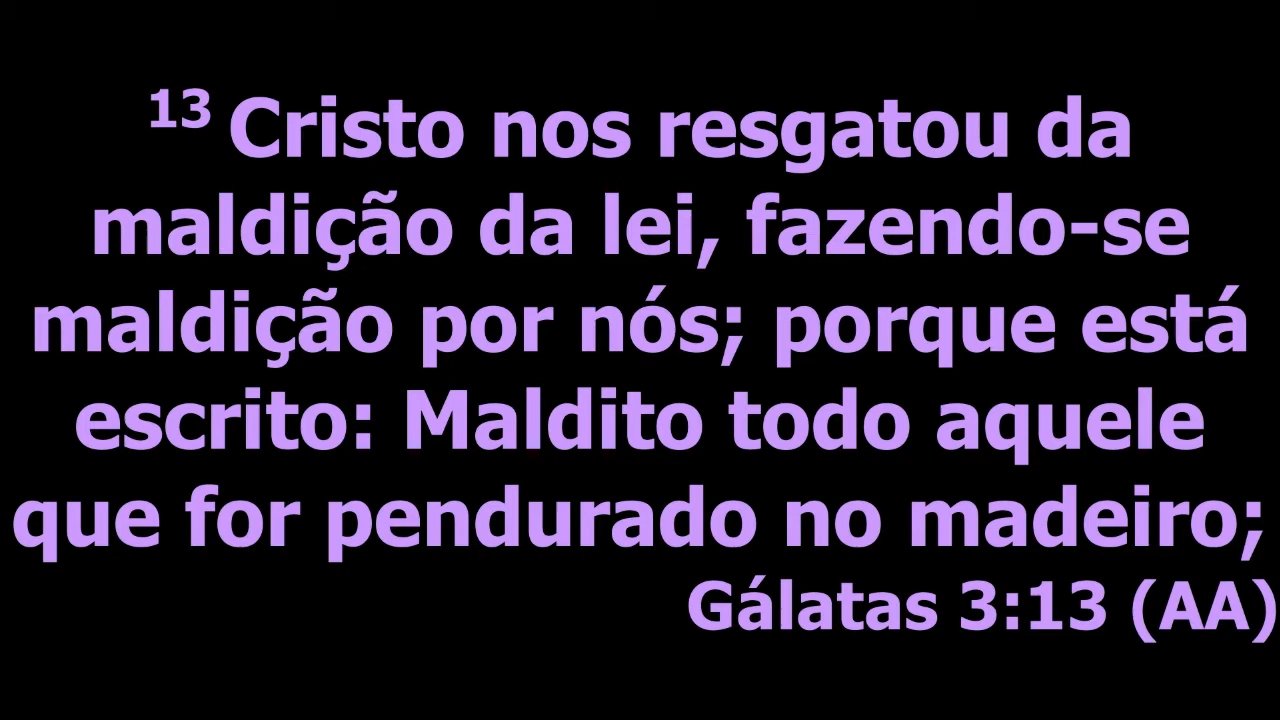 13 Cristo nos resgatou da
maldição da lei, fazendo-se
maldição por nós; porque está
escrito: Maldito todo aquele
que for pendurado no madeiro;
Gálatas 3:13 (AA)